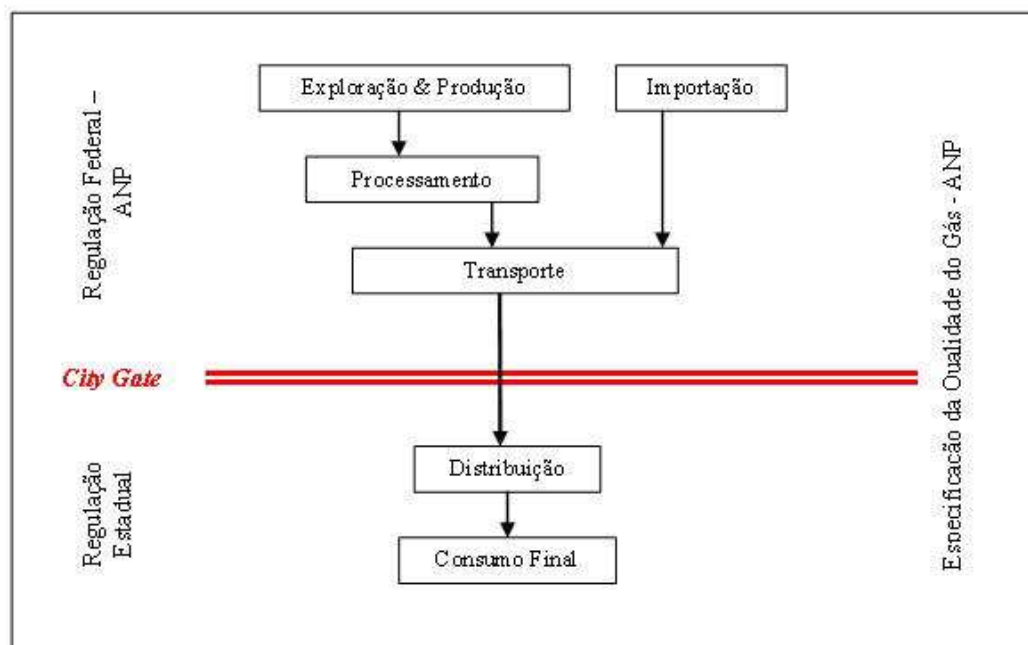 Regulação Federal –
ANP
Exploração & Produção
Importação
Processamento
Transporte
City Gate
Regulação
Estadual
Distribuição
Consumo Final
Especificação da Qualidade do Gás - ANP